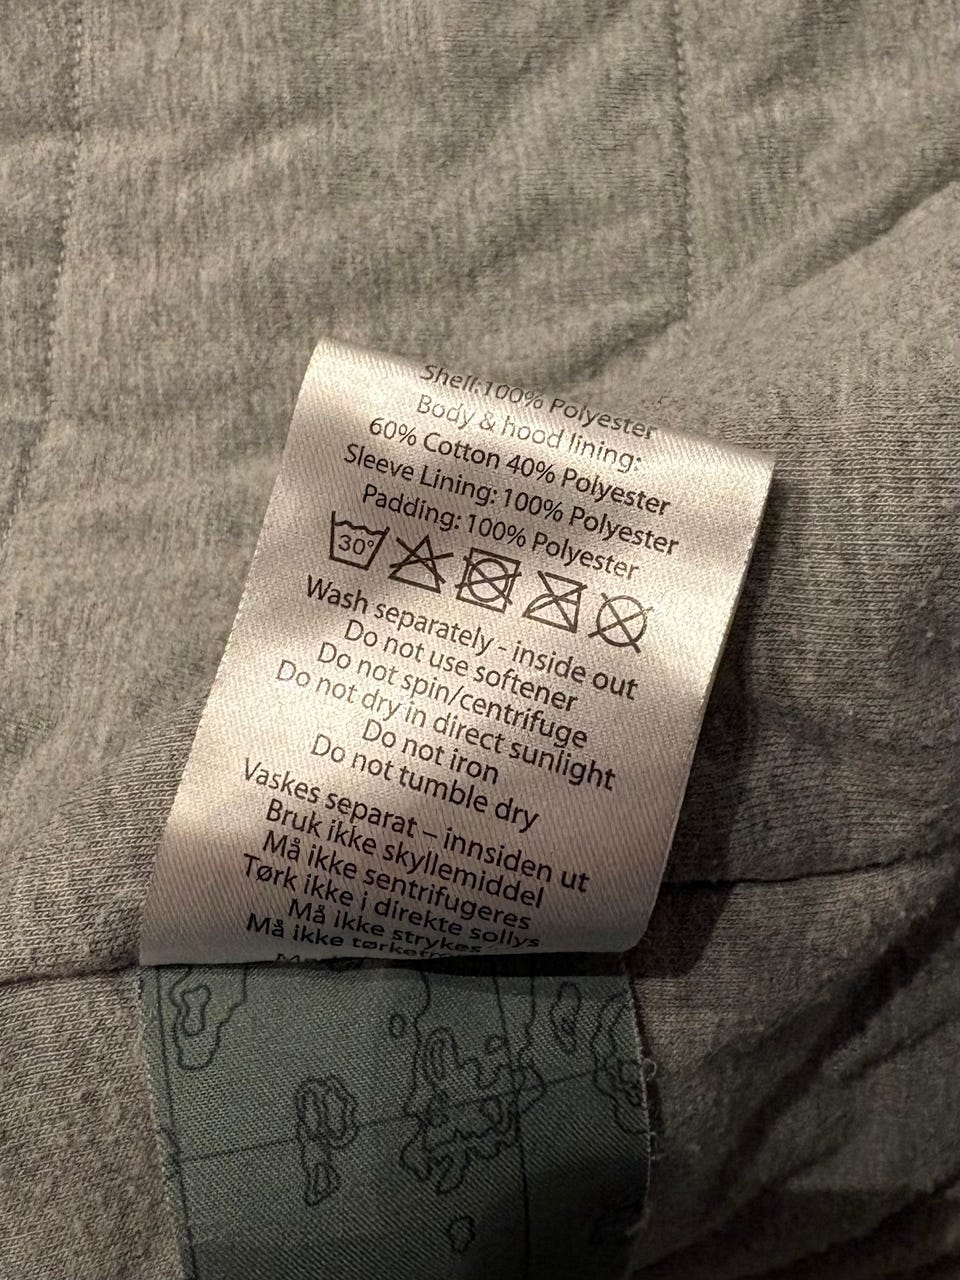 Shell:100% Polyester
Body & hood lining:
60% Cotton 40% Polyester
Sleeve Lining: 100% Polyester
Padding: 100% Polyester
30°
Wash separately - inside out
Do not use softener
Do not spin/centrifuge
Do not dry in direct sunlight
Do not iron
Do not tumble dry
Vaskes separat – innsiden ut
Bruk ikke skyllemiddel
Må ikke sentrifugeres
Tørk ikke i direkte sollys
Må ikke strykes
Må ikke